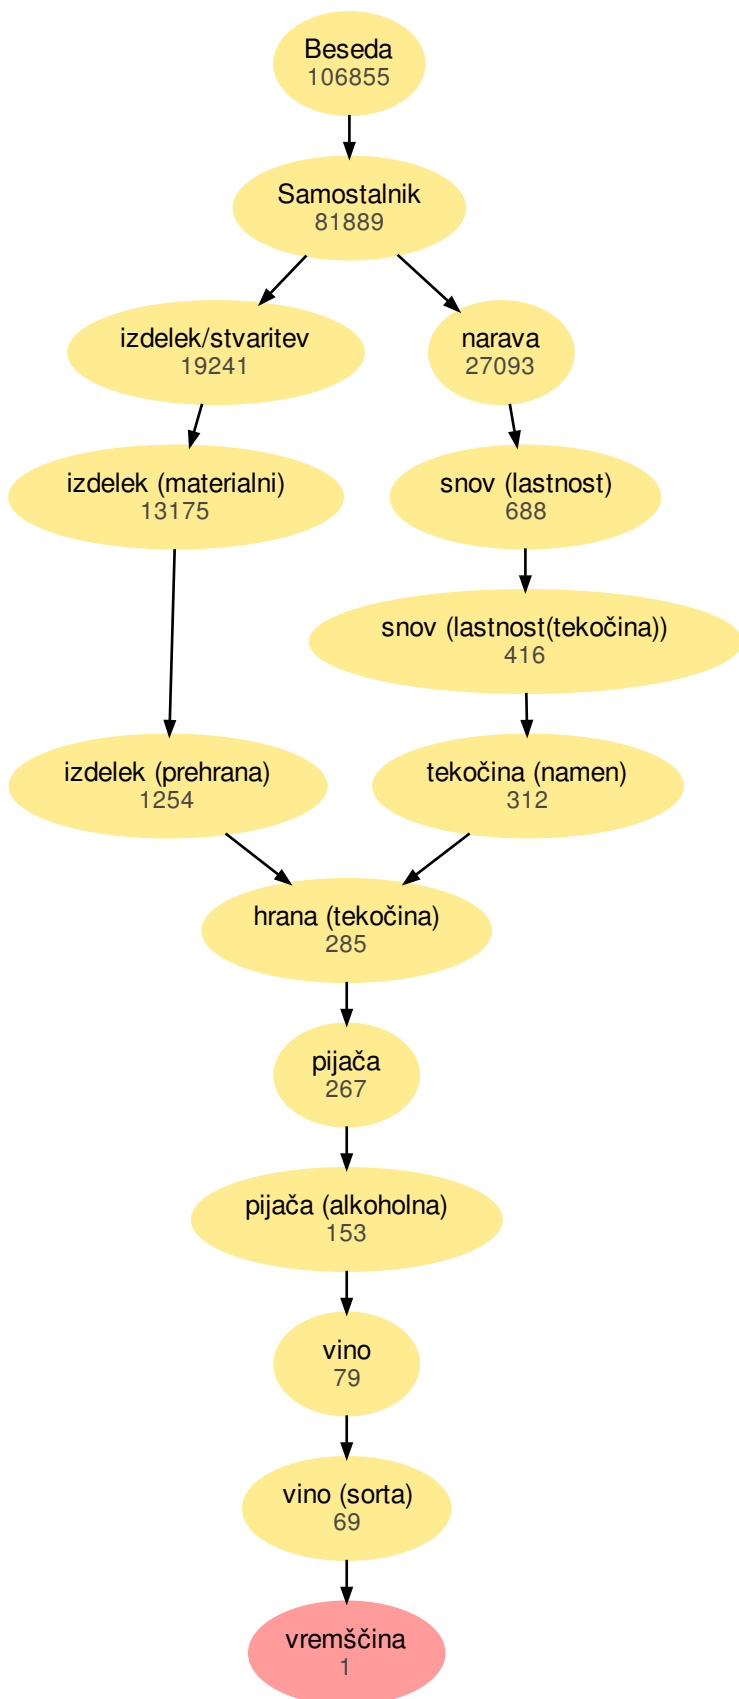 Beseda
106855
Samostalnik
81889
izdelek/stvaritev
19241
narava
27093
izdelek (materialni)
13175
snov (lastnost)
688
snov (lastnost(tekočina))
416
izdelek (prehrana)
1254
tekočina (namen)
312
hrana (tekočina)
285
pijača
267
pijača (alkoholna)
153
vino
79
vino (sorta)
69
vremščina
1